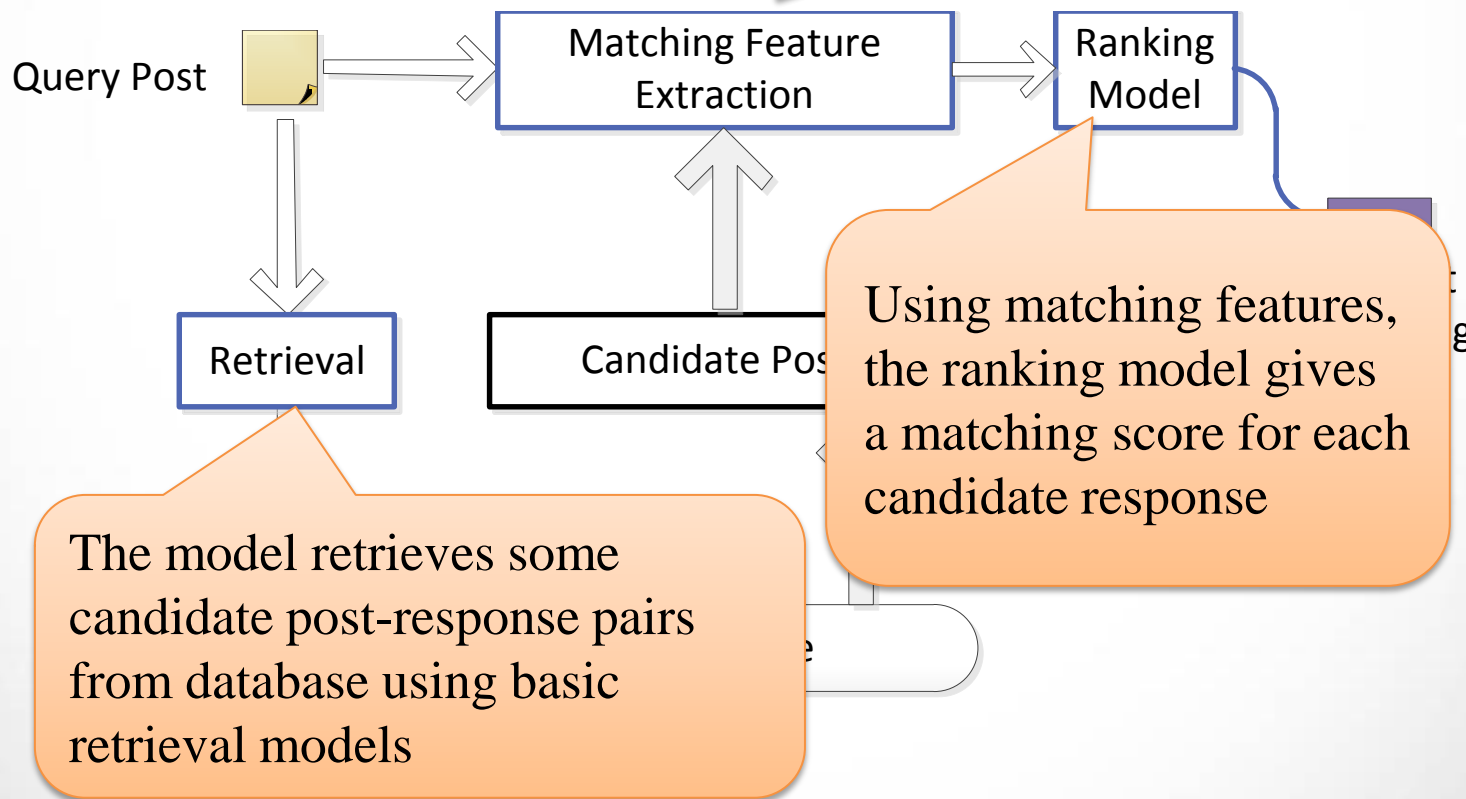 Query Post
Matching Feature
Extraction
Ranking
Model
Retrieval
Candidate
Using matching features,
the ranking model gives
a matching score for each
candidate response
The model retrieves some
candidate post-response pairs
from database using basic
retrieval models